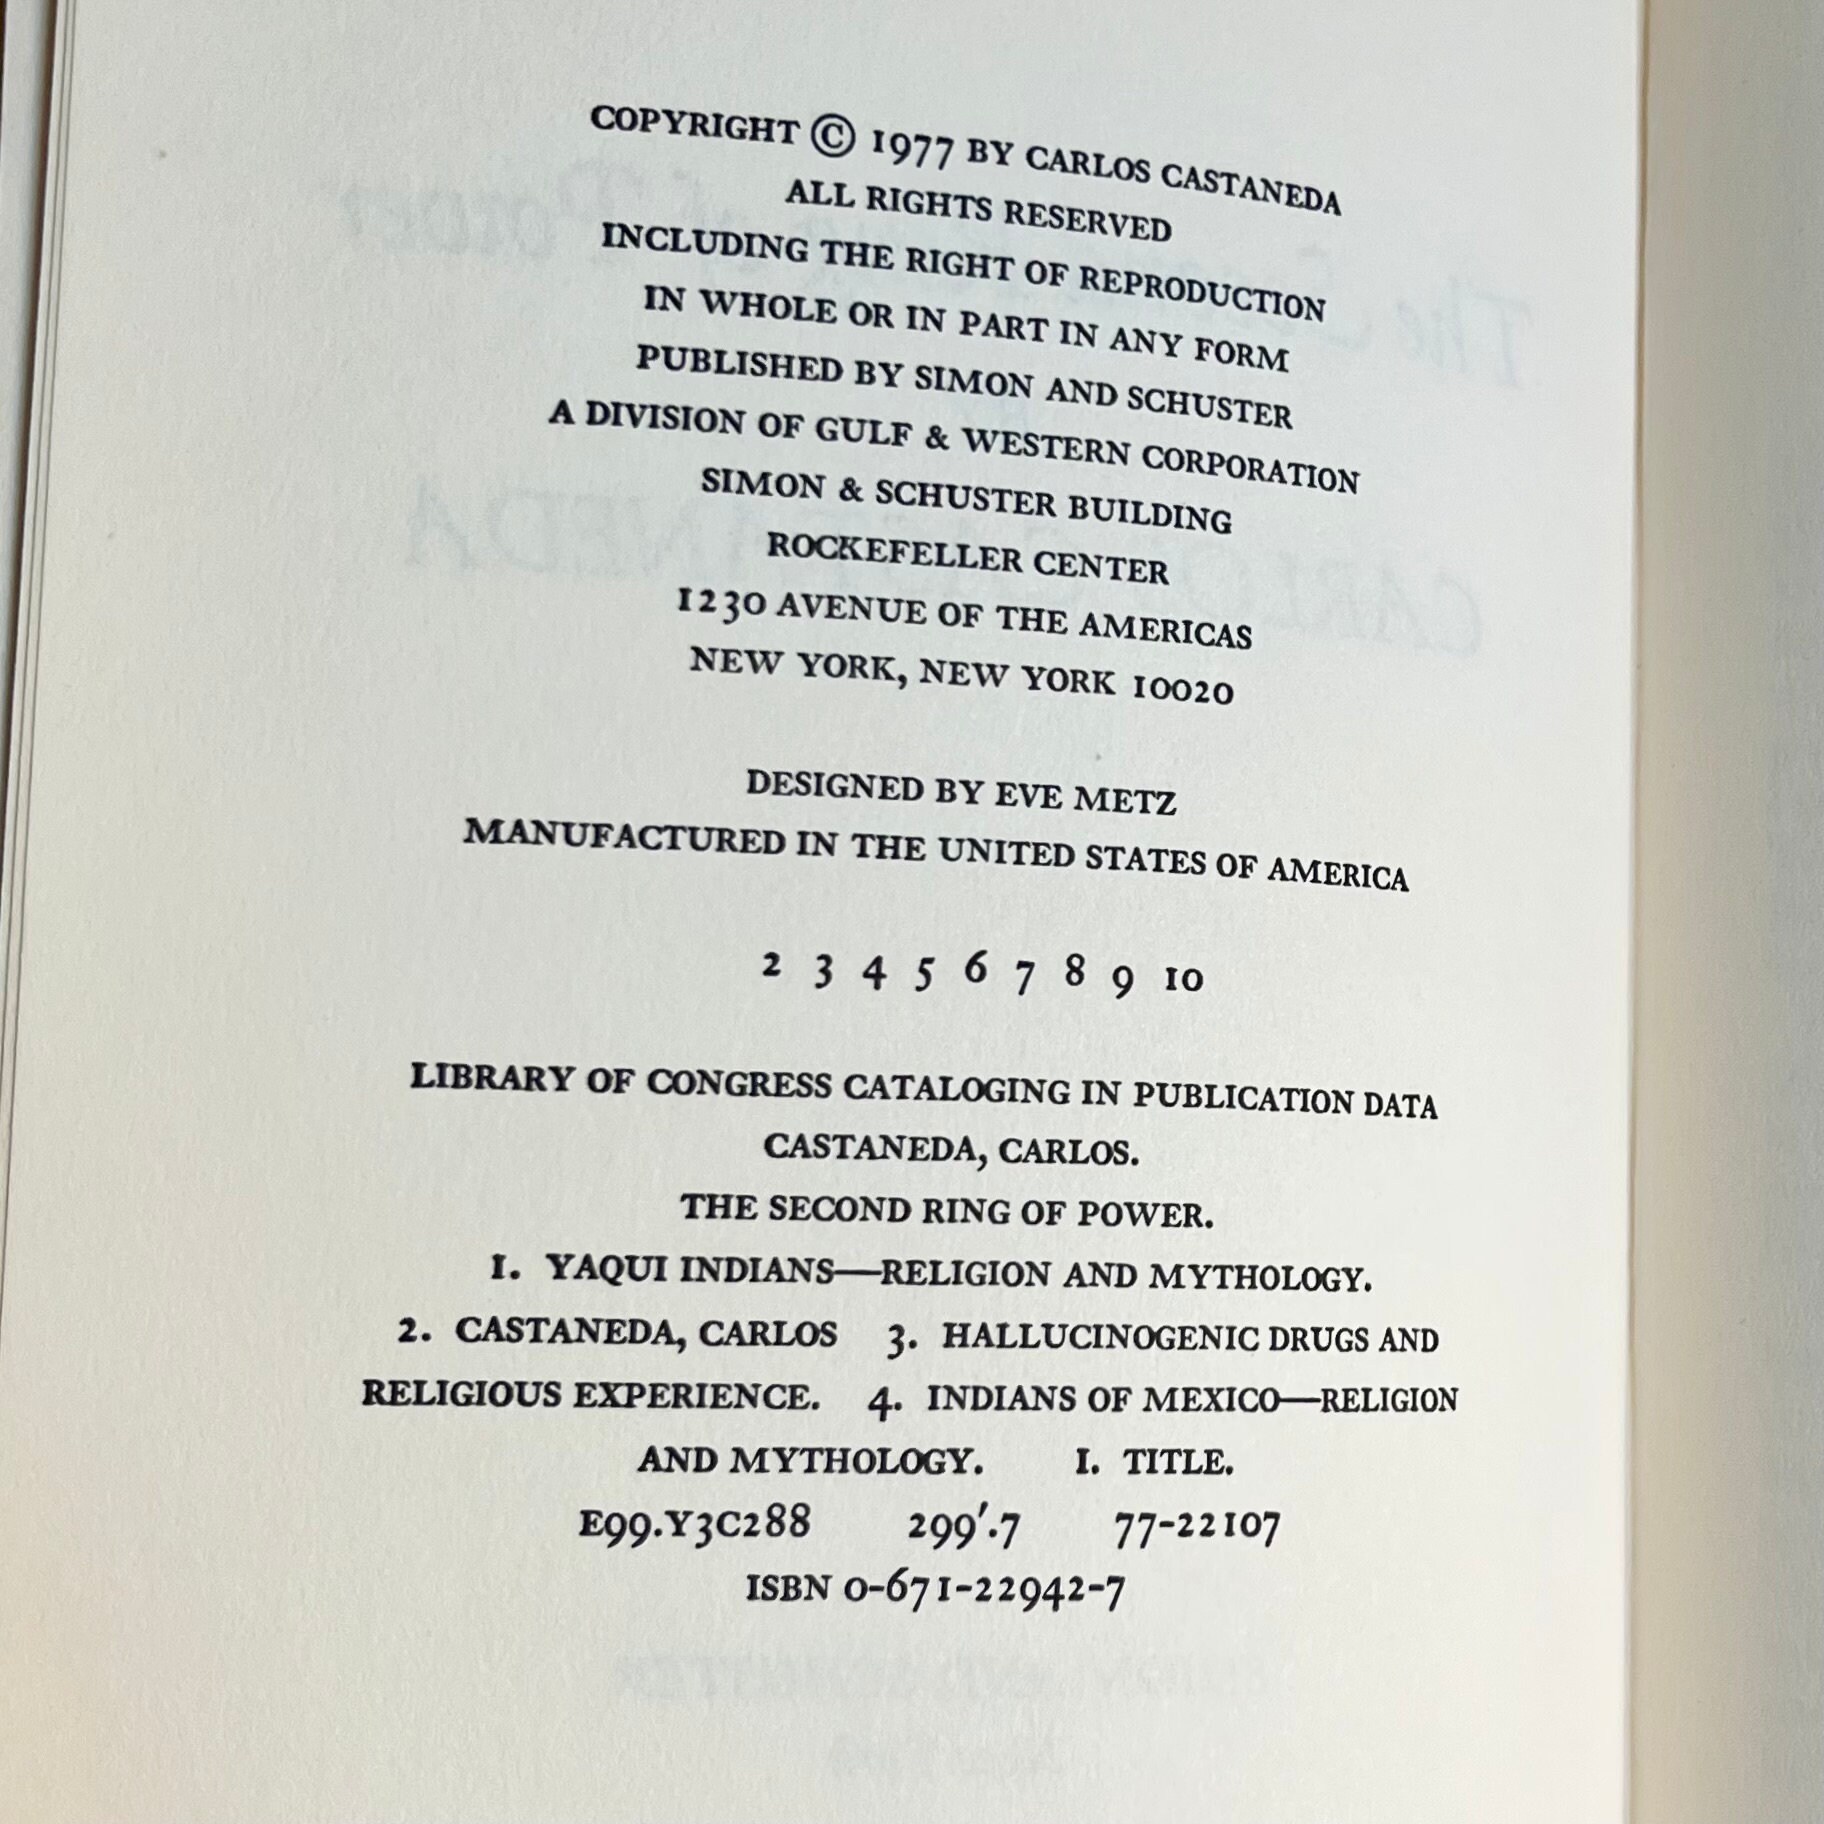 COPYRIGHT © 1977 BY CARLOS CASTANEDA
ALL RIGHTS RESERVED
INCLUDING THE RIGHT OF REPRODUCTION
IN WHOLE OR IN PART IN ANY FORM
PUBLISHED BY SIMON AND SCHUSTER
A DIVISION OF GULF & WESTERN CORPORATION
SIMON & SCHUSTER BUILDING
ROCKEFELLER CENTER
1230 AVENUE OF THE AMERICAS
NEW YORK, NEW YORK 10020
DESIGNED BY EVE METZ
MANUFACTURED IN THE UNITED STATES OF AMERICA
2 3 4 5 6 7 8 9 10
LIBRARY OF CONGRESS CATALOGING IN PUBLICATION DATA
CASTANEDA, CARLOS.
THE SECOND RING OF POWER.
1. YAQUI INDIANS—RELIGION AND MYTHOLOGY.
2. CASTANEDA, CARLOS 3. HALLUCINOGENIC DRUGS AND
RELIGIOUS EXPERIENCE. 4. INDIANS OF MEXICO—RELIGION
AND MYTHOLOGY. I. TITLE.
E99.Y3C288 299'.7 77-22107
ISBN 0-671-22942-7